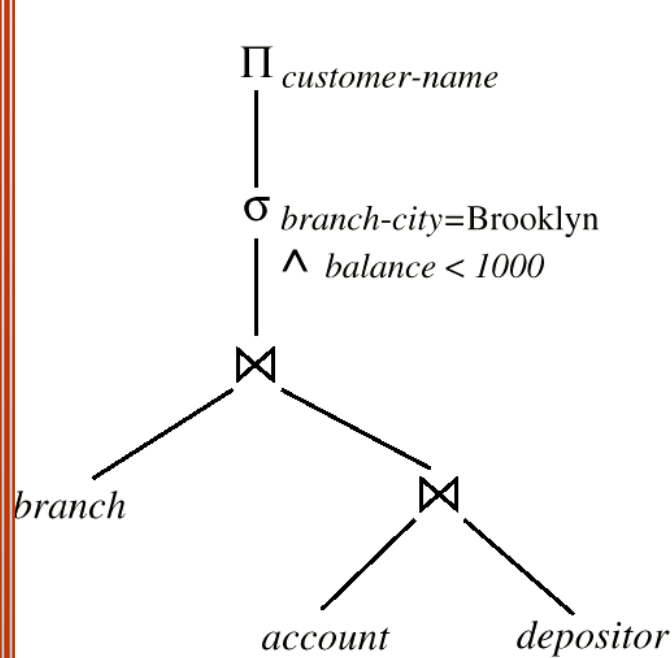 Π customer-name
σ branch-city=Brooklyn
∧ balance < 1000
⋈
branch
⋈
account depositor